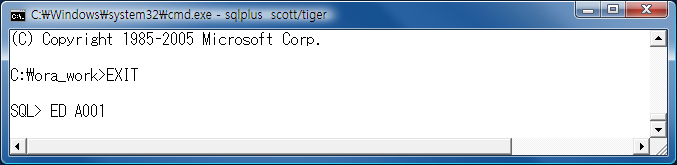 C:₩Windows₩system32₩cmd.exe - sqlplus  scott/tiger
(C) Copyright 1985-2005 Microsoft Corp.
C:₩ora_work>EXIT
SQL> ED A001